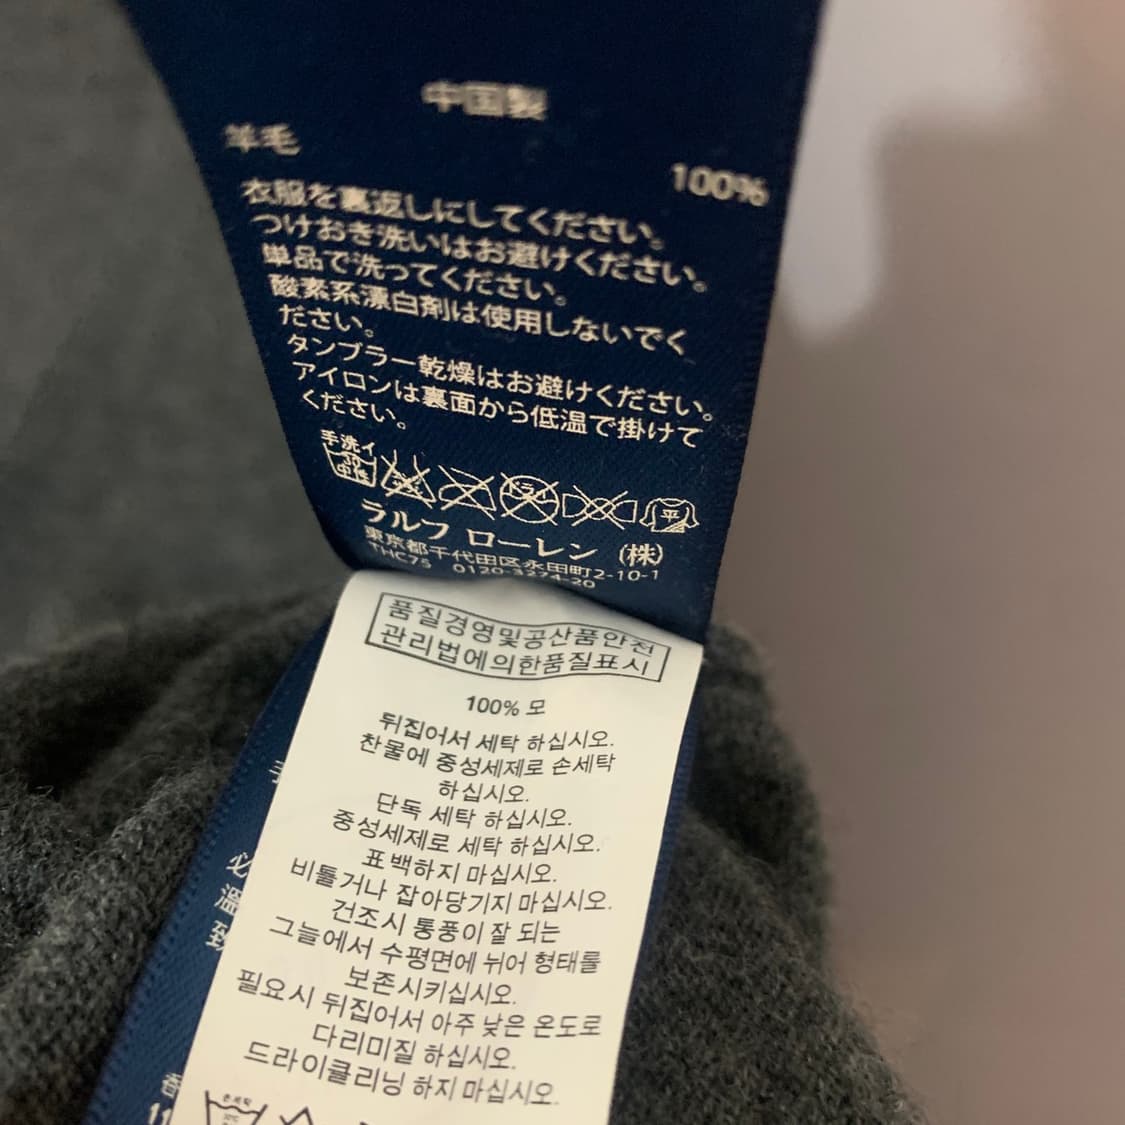 中国製
羊毛 100%
衣服を裏返しにしてください。
つけおき洗いはお避けください。
単品で洗ってください。
酸素系漂白剤は使用しないでく
ださい。
タンブラー乾燥はお避けください。
アイロンは裏面から低温で掛けて
ください。
手洗イ
30
中性
ドライ
平
ラルフ ローレン (株)
東京都千代田区永田町2-10-1
THC75 0120-3274-20
품질경영및공산품안전
관리법에의한품질표시
100% 모
뒤집어서 세탁 하십시오.
찬물에 중성세제로 손세탁
하십시오.
단독 세탁 하십시오.
중성세제로 세탁 하십시오.
표백하지 마십시오.
비틀거나 잡아당기지 마십시오.
건조시 통풍이 잘 되는
그늘에서 수평면에 뉘어 형태를
보존시키십시오.
필요시 뒤집어서 아주 낮은 온도로
다리미질 하십시오.
드라이클리닝 하지 마십시오.
손세탁